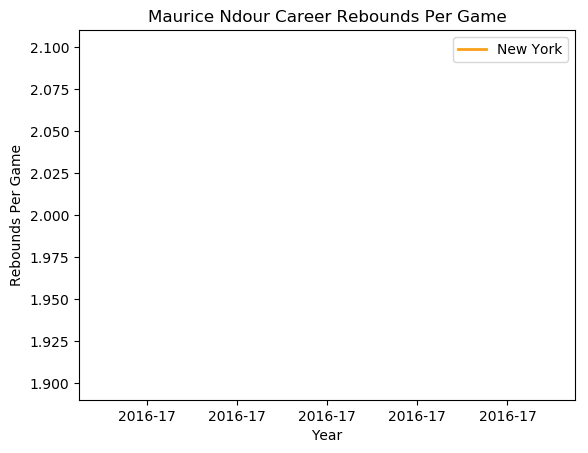 Maurice Ndour Career Rebounds Per Game
New York
2.100
2.075
2.050
2.025
2.000
1.975
1.950
1.925
1.900
Rebounds Per Game
2016-17 2016-17 2016-17 2016-17 2016-17
Year